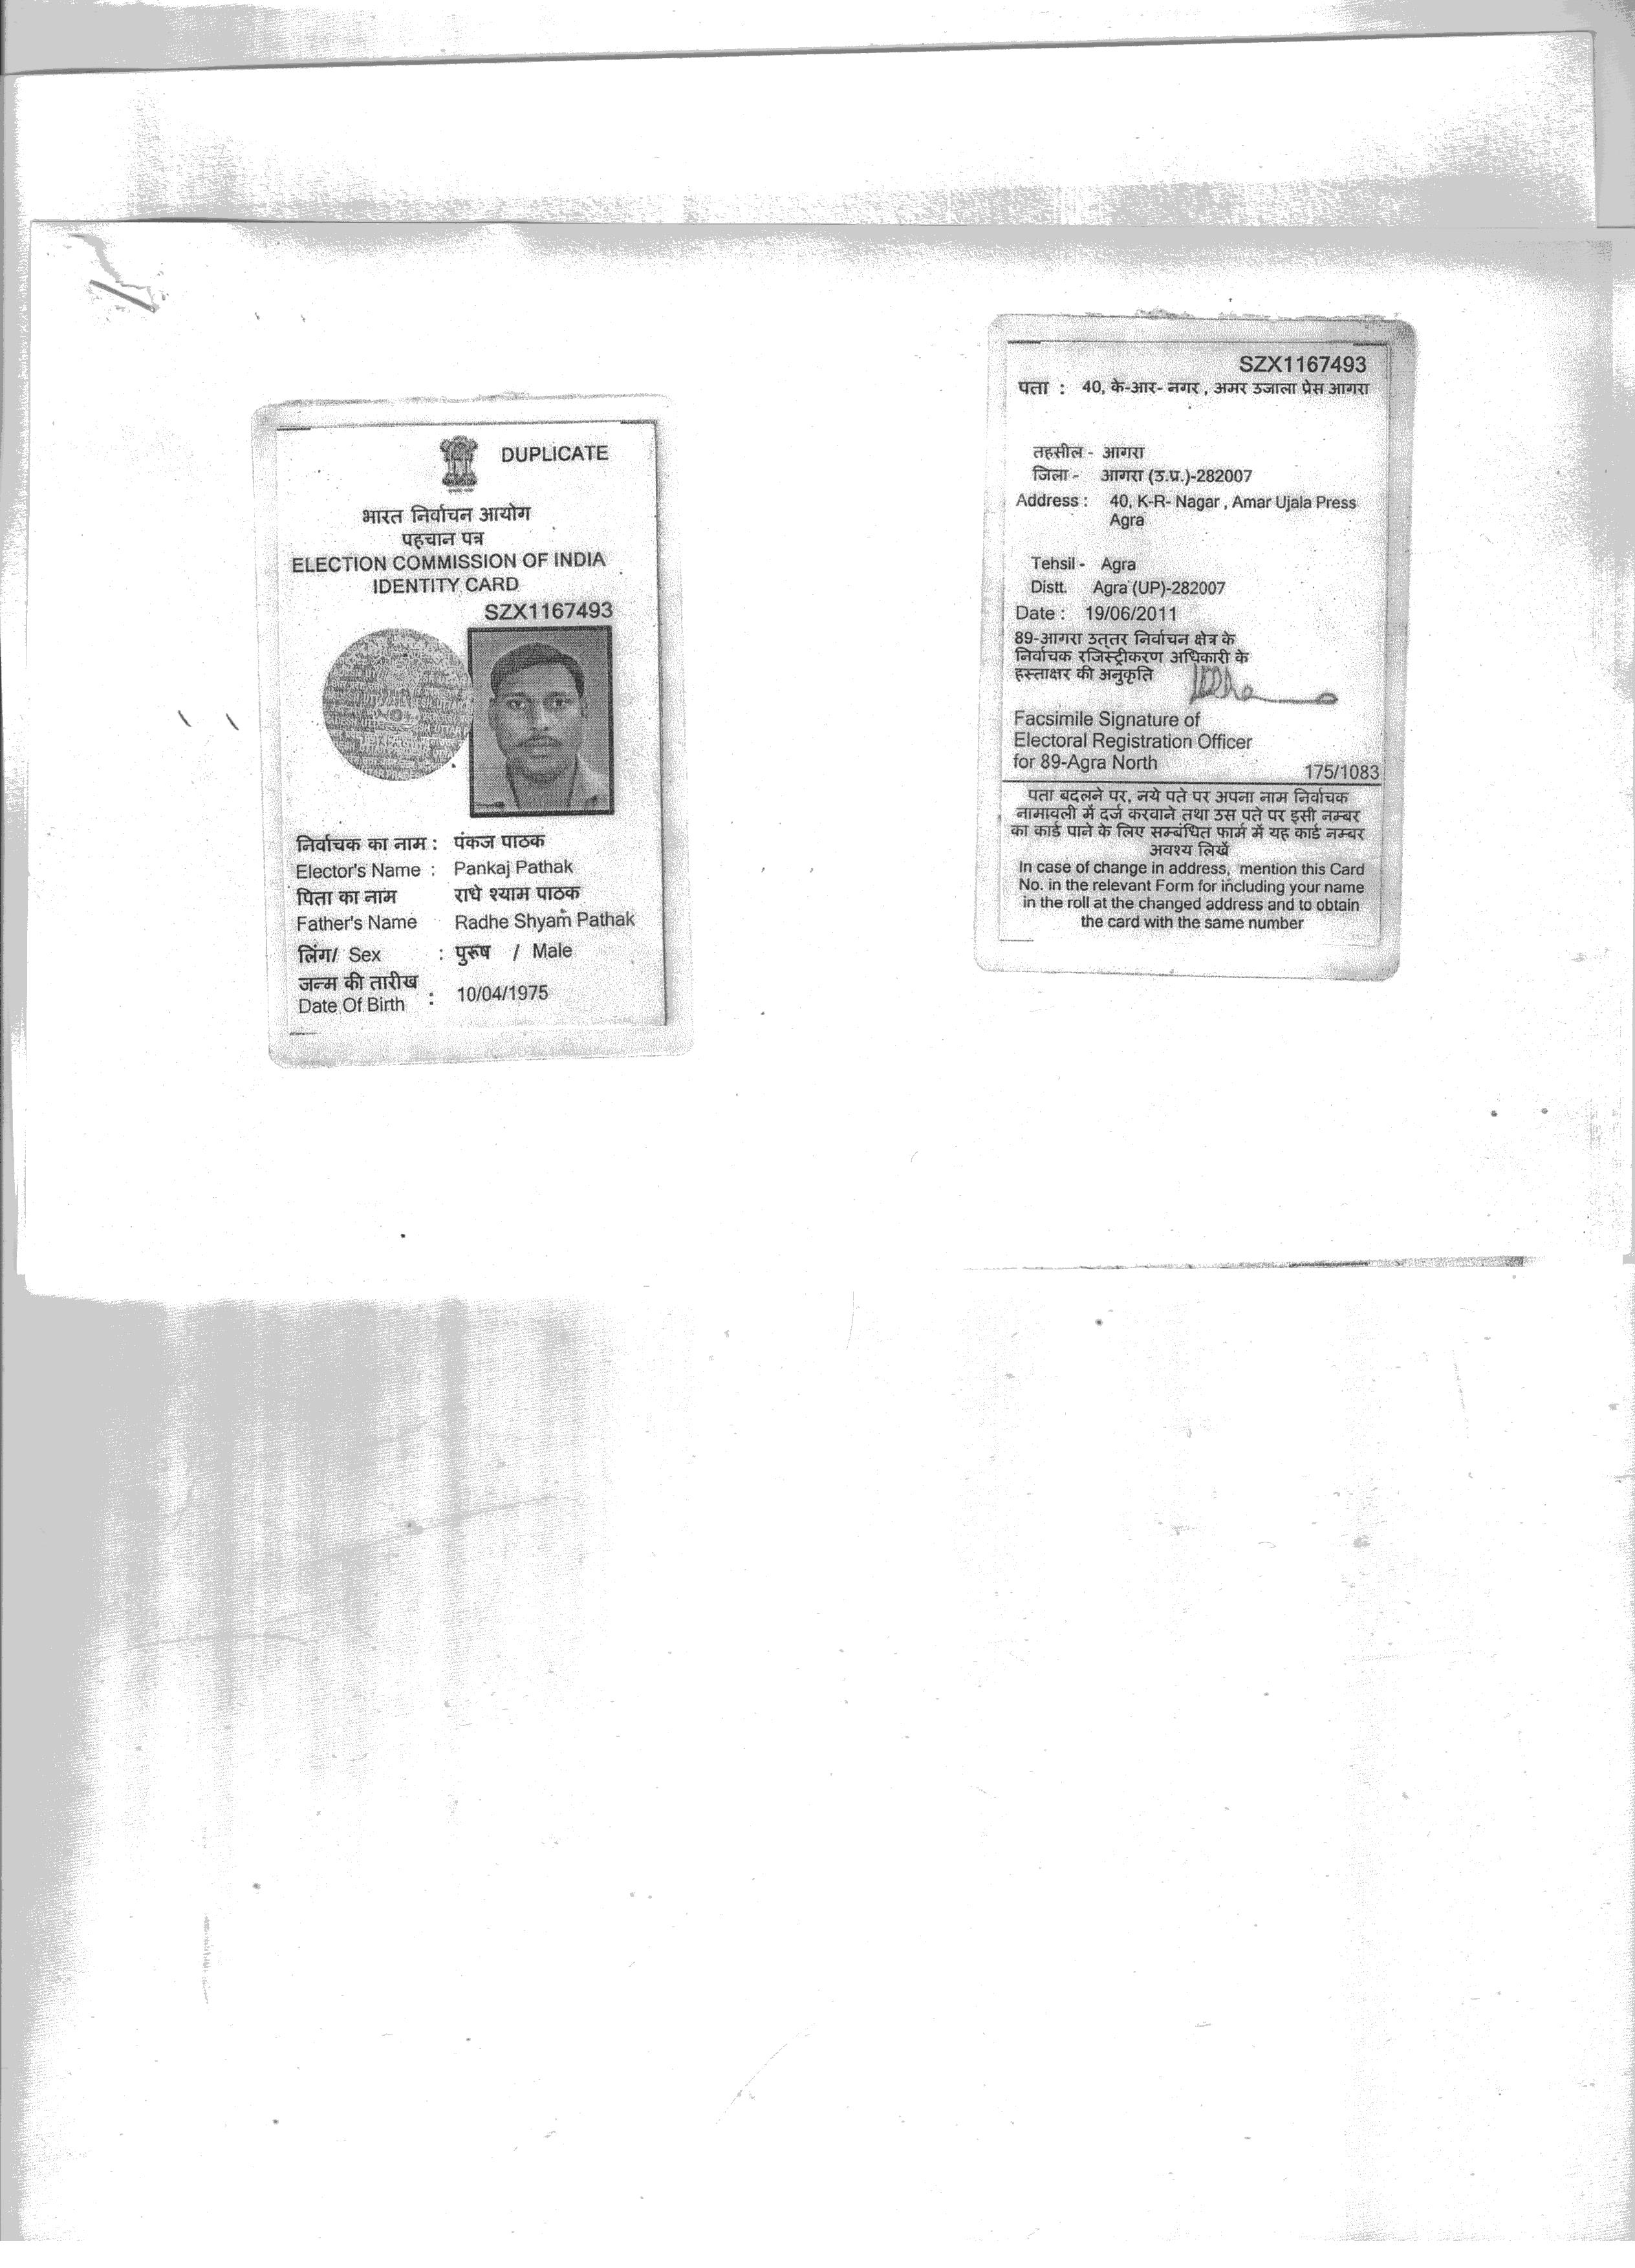 DUPLICATE
भारत निर्वाचन आयोग
पहचान पत्र
ELECTION COMMISSION OF INDIA
IDENTITY CARD
SZX1167493
निर्वाचक का नाम : पंकज पाठक
Elector's Name : Pankaj Pathak
पिता का नाम राधे श्याम पाठक
Father's Name Radhe Shyam Pathak
लिंग/ Sex : पुरूष / Male
जन्म की तारीख
Date Of Birth : 10/04/1975
SZX1167493
पता : 40, के-आर- नगर , अमर उजाला प्रेस आगरा
तहसील - आगरा
जिला - आगरा (उ.प्र.)-282007
Address : 40, K-R- Nagar , Amar Ujala Press
Agra
Tehsil - Agra
Distt. Agra (UP)-282007
Date : 19/06/2011
89-आगरा उत्तर निर्वाचन क्षेत्र के
निर्वाचक रजिस्ट्रीकरण अधिकारी के
हस्ताक्षर की अनुकृति
Facsimile Signature of
Electoral Registration Officer
for 89-Agra North
175/1083
पता बदलने पर, नये पते पर अपना नाम निर्वाचक
नामावली में दर्ज करवाने तथा उस पते पर इसी नम्बर
का कार्ड पाने के लिए सम्बंधित फार्म में यह कार्ड नम्बर
अवश्य लिखें
In case of change in address, mention this Card
No. in the relevant Form for including your name
in the roll at the changed address and to obtain
the card with the same number